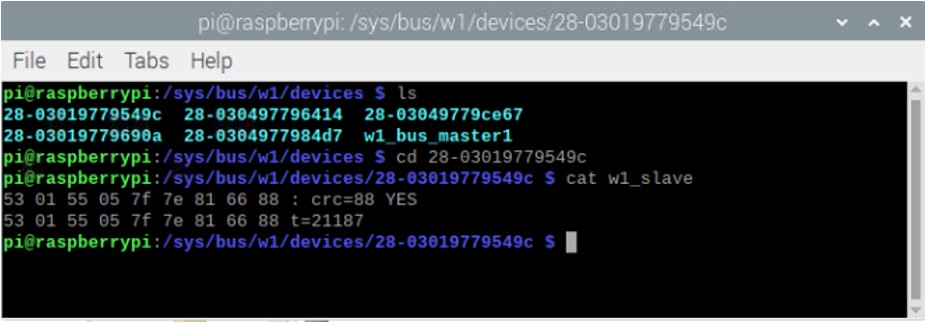 pi@raspberrypi: /sys/bus/w1/devices/28-03019779549c
File Edit Tabs Help
pi@raspberrypi:/sys/bus/w1/devices $ ls
28-03019779549c 28-030497796414 28-03049779ce67
28-03019779690a 28-0304977984d7 w1_bus_master1
pi@raspberrypi:/sys/bus/w1/devices $ cd 28-03019779549c
pi@raspberrypi:/sys/bus/w1/devices/28-03019779549c $ cat w1_slave
53 01 55 05 7f 7e 81 66 88 : crc=88 YES
53 01 55 05 7f 7e 81 66 88 t=21187
pi@raspberrypi:/sys/bus/w1/devices/28-03019779549c $